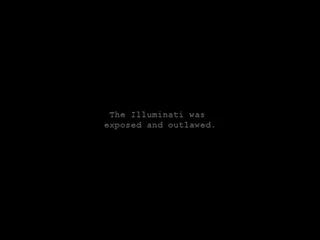 The Illuminati was
exposed and outlawed.